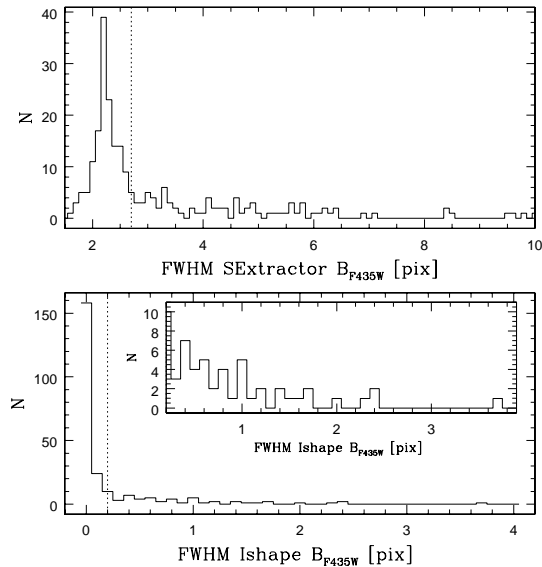 40
30
N
20
10
0
2 4 6 8 10
FWHM SExtractor B_F435W [pix]
150
N
100
50
0
10
8
N
6
4
2
0
1 2 3
FWHM Ishape B_F435W [pix]
0 1 2 3 4
FWHM Ishape B_F435W [pix]